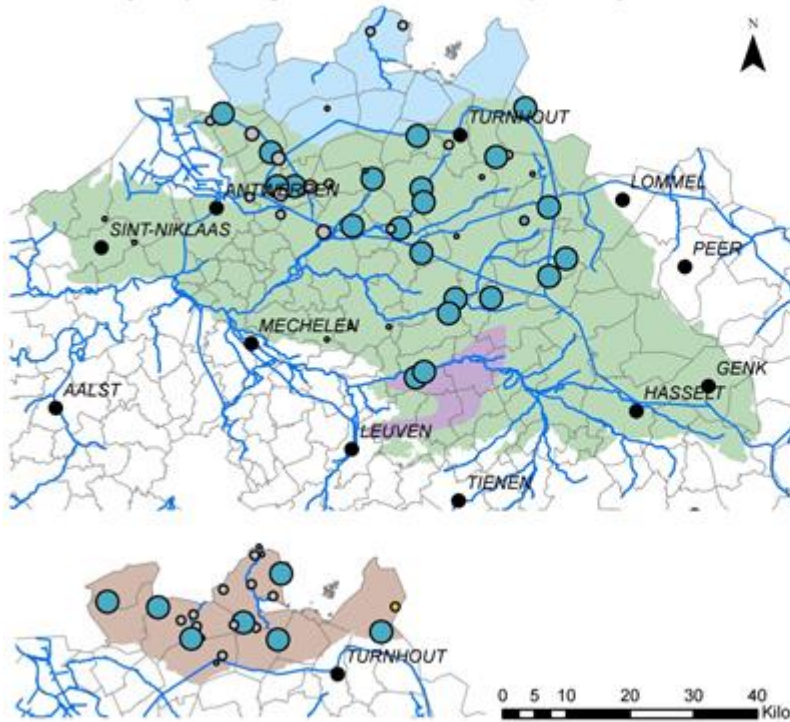 N
TURNHOUT
ANTWERPEN
LOMMEL
SINT-NIKLAAS
PEER
MECHELEN
GENK
AALST
HASSELT
LEUVEN
TIENEN
TURNHOUT
0 5 10 20 30 40
Kilo